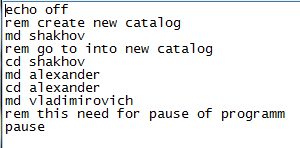 echo off
rem create new catalog
md shakhov
rem go to into new catalog
cd shakhov
md alexander
cd alexander
md vladimirovich
rem this need for pause of programm
pause